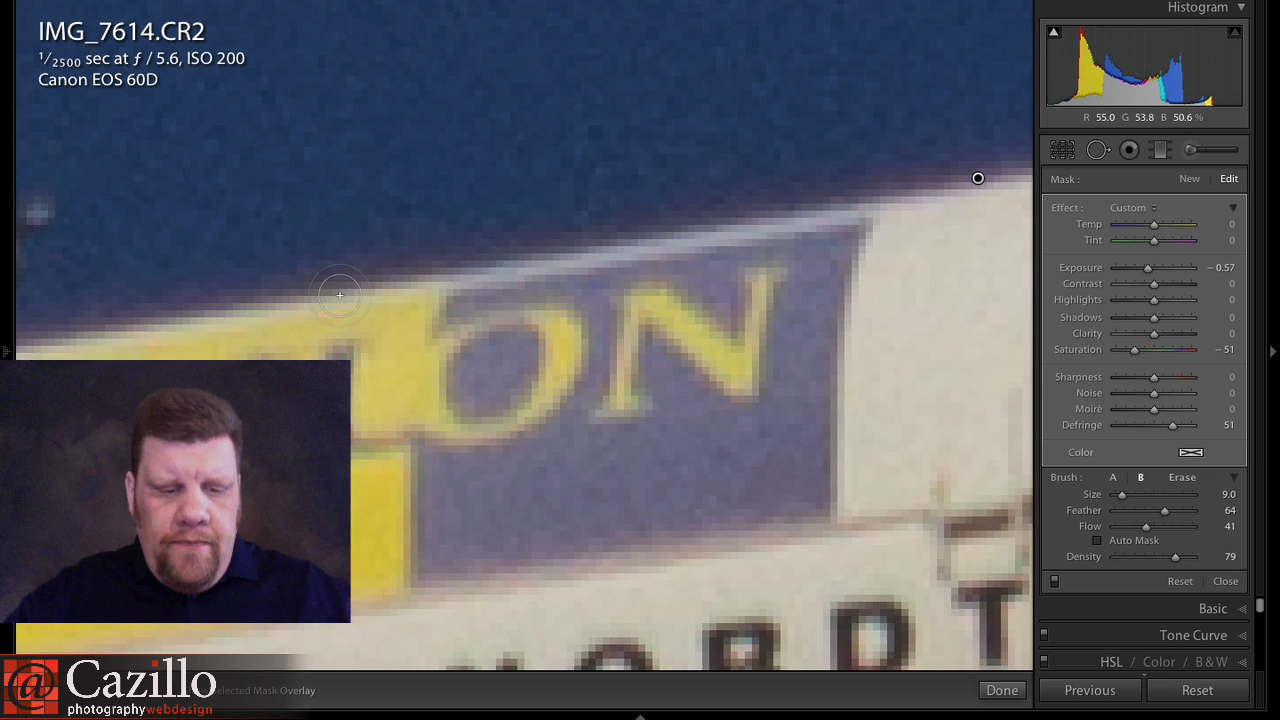 IMG_7614.CR2
1/2500 sec at ƒ / 5.6, ISO 200
Canon EOS 60D
ON
Histogram
R 55.0 G 53.8 B 50.6 %
Mask : New Edit
Effect : Custom
Temp 0
Tint 0
Exposure – 0.57
Contrast 0
Highlights 0
Shadows 0
Clarity 0
Saturation – 51
Sharpness 0
Noise 0
Moiré 0
Defringe 51
Color
Brush : A B Erase
Size 9.0
Feather 64
Flow 41
Auto Mask
Density 79
Reset Close
Basic
Tone Curve
HSL / Color / B & W
Previous Reset
@ Cazillo
photographywebdesign
selected Mask Overlay
Done